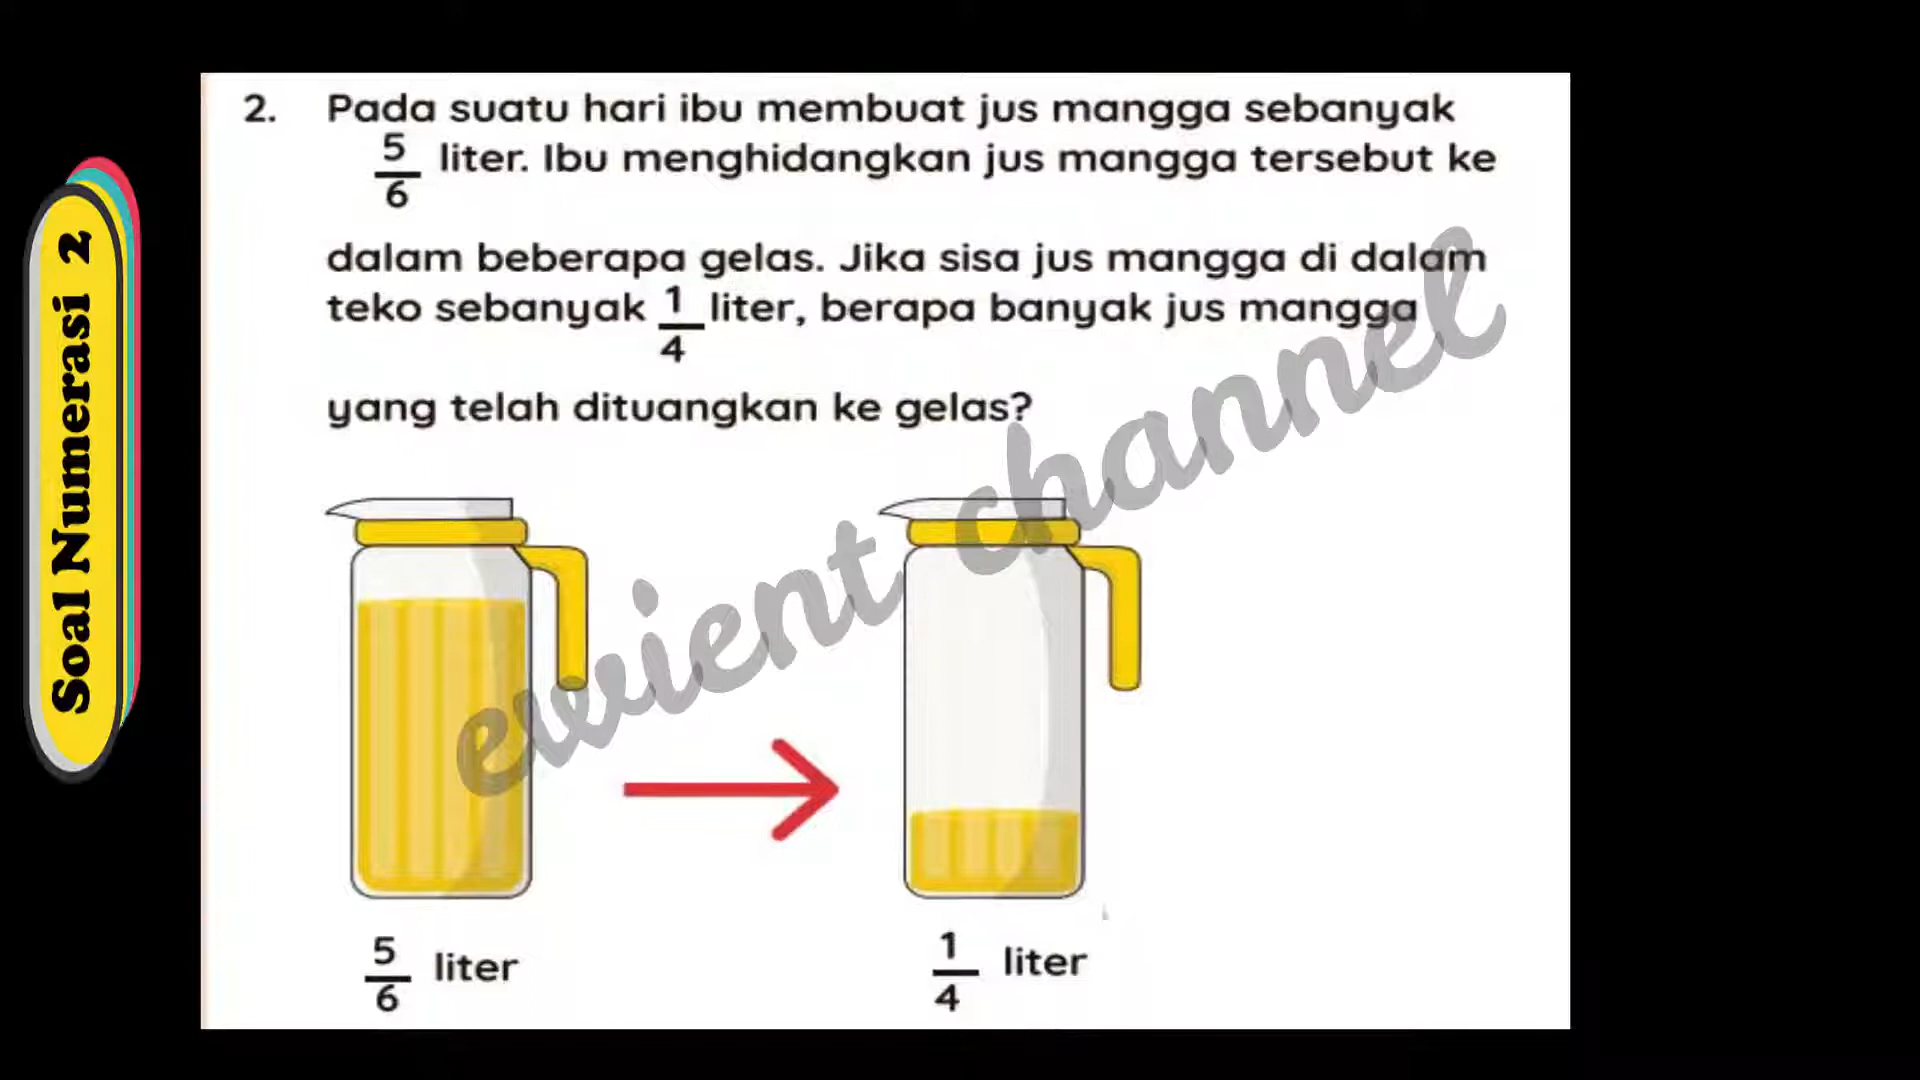 Soal Numerasi 2
2. Pada suatu hari ibu membuat jus mangga sebanyak
5/6 liter. Ibu menghidangkan jus mangga tersebut ke
dalam beberapa gelas. Jika sisa jus mangga di dalam
teko sebanyak 1/4 liter, berapa banyak jus mangga
yang telah dituangkan ke gelas?
ewient channel
5/6 liter
1/4 liter